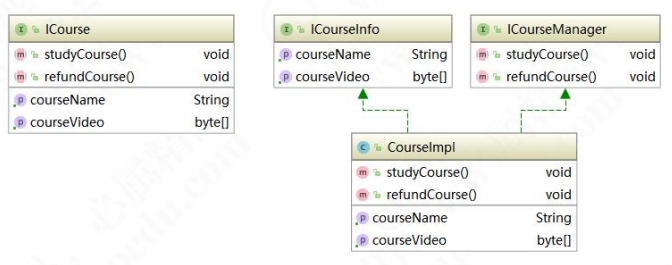 ICourse
studyCourse() void
refundCourse() void
courseName String
courseVideo byte[]
ICourseInfo
courseName String
courseVideo byte[]
ICourseManager
studyCourse() void
refundCourse() void
CourseImpl
studyCourse() void
refundCourse() void
courseName String
courseVideo byte[]